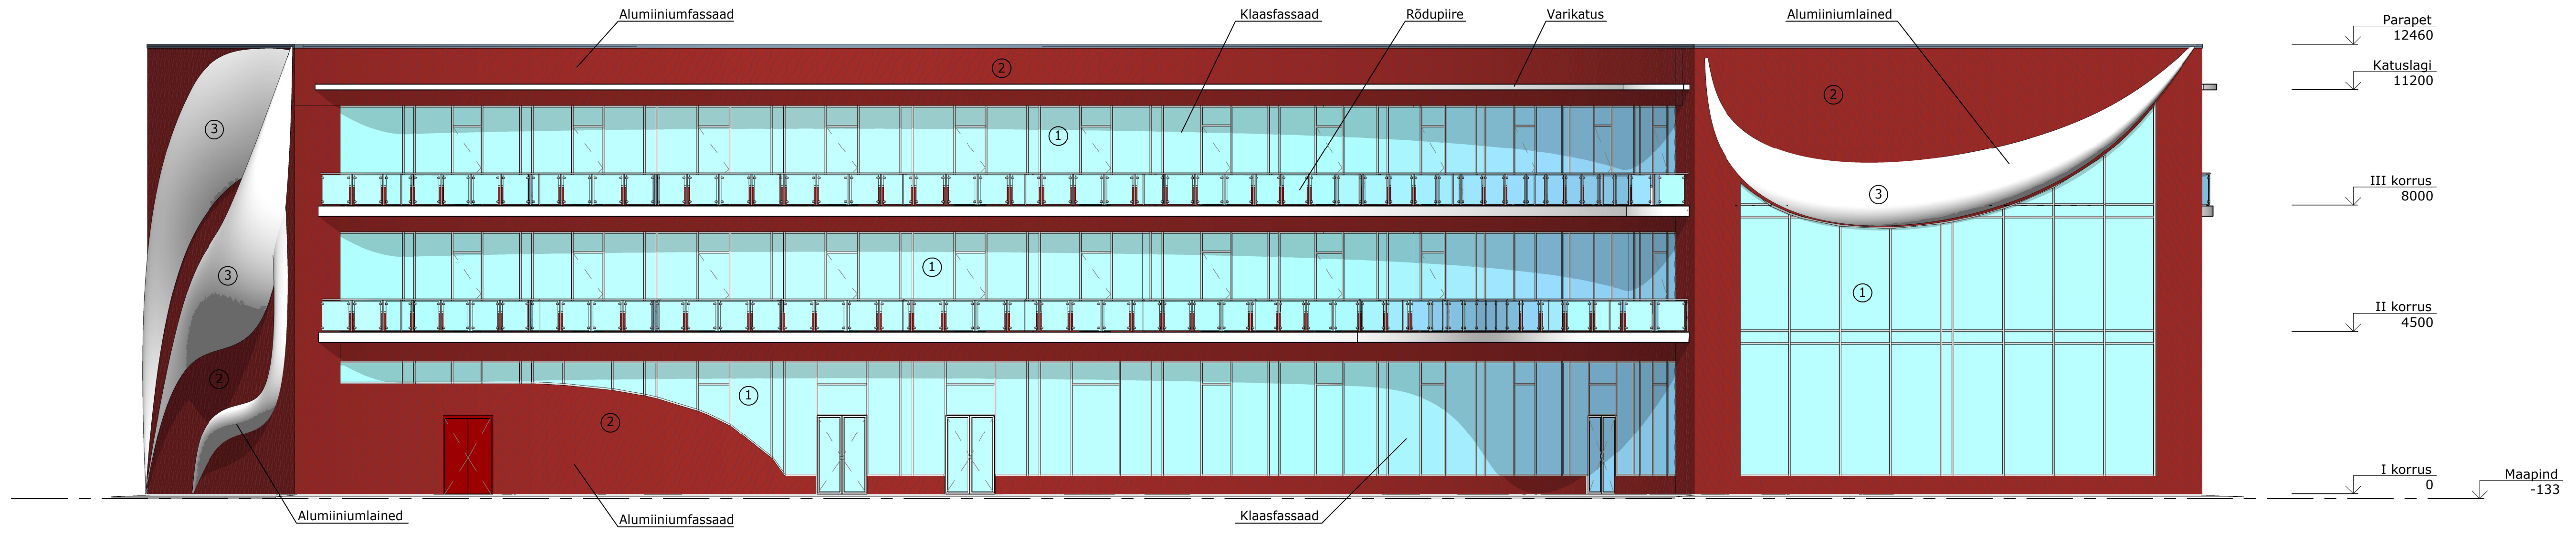 Alumiiniumfassaad
Klaasfassaad
Rõdupiire
Varikatus
Alumiiniumlained
Parapet
12460
2
Katuslagi
11200
2
3
1
III korrus
8000
3
1
3
1
II korrus
4500
2
1
2
I korrus
0
Maapind
-133
Alumiiniumlained
Alumiiniumfassaad
Klaasfassaad